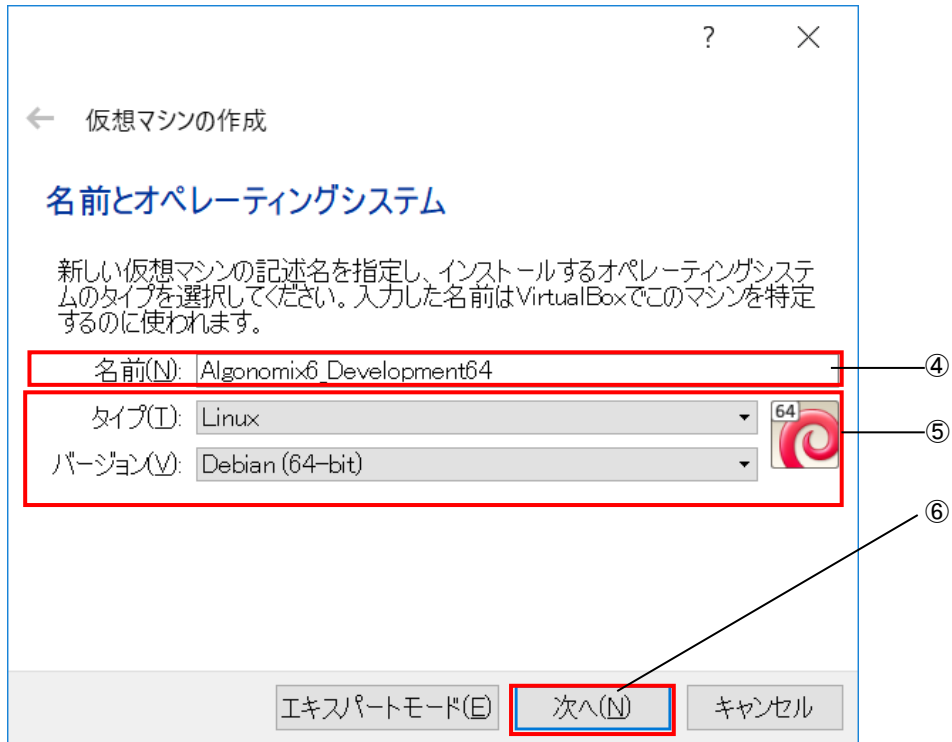 ?
仮想マシンの作成
名前とオペレーティングシステム
新しい仮想マシンの記述名を指定し、インストールするオペレーティングシステ
ムのタイプを選択してください。入力した名前はVirtualBoxでこのマシンを特定
するのに使われます。
名前(N): Algonomix6_Development64 ④
タイプ(T): Linux 64 ⑤
バージョン(V): Debian (64-bit)
⑥
エキスパートモード(E) 次へ(N) キャンセル